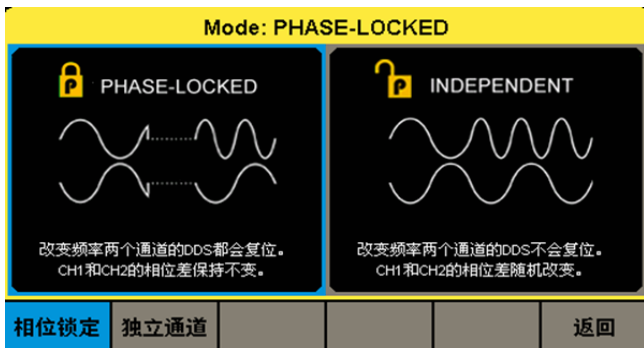 Mode: PHASE-LOCKED
P PHASE-LOCKED
改变频率两个通道的DDS都会复位。
CH1和CH2的相位差保持不变。
P INDEPENDENT
改变频率两个通道的DDS不会复位。
CH1和CH2的相位差随机改变。
相位锁定 独立通道 返回